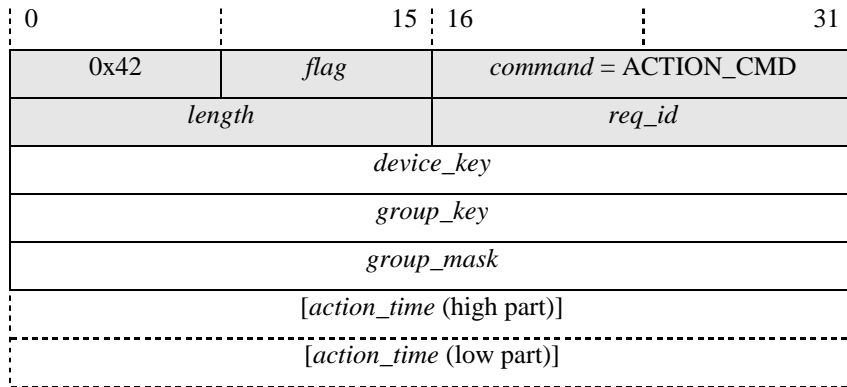 0 15 16 31
0x42 flag command = ACTION_CMD
length req_id
device_key
group_key
group_mask
[action_time (high part)]
[action_time (low part)]